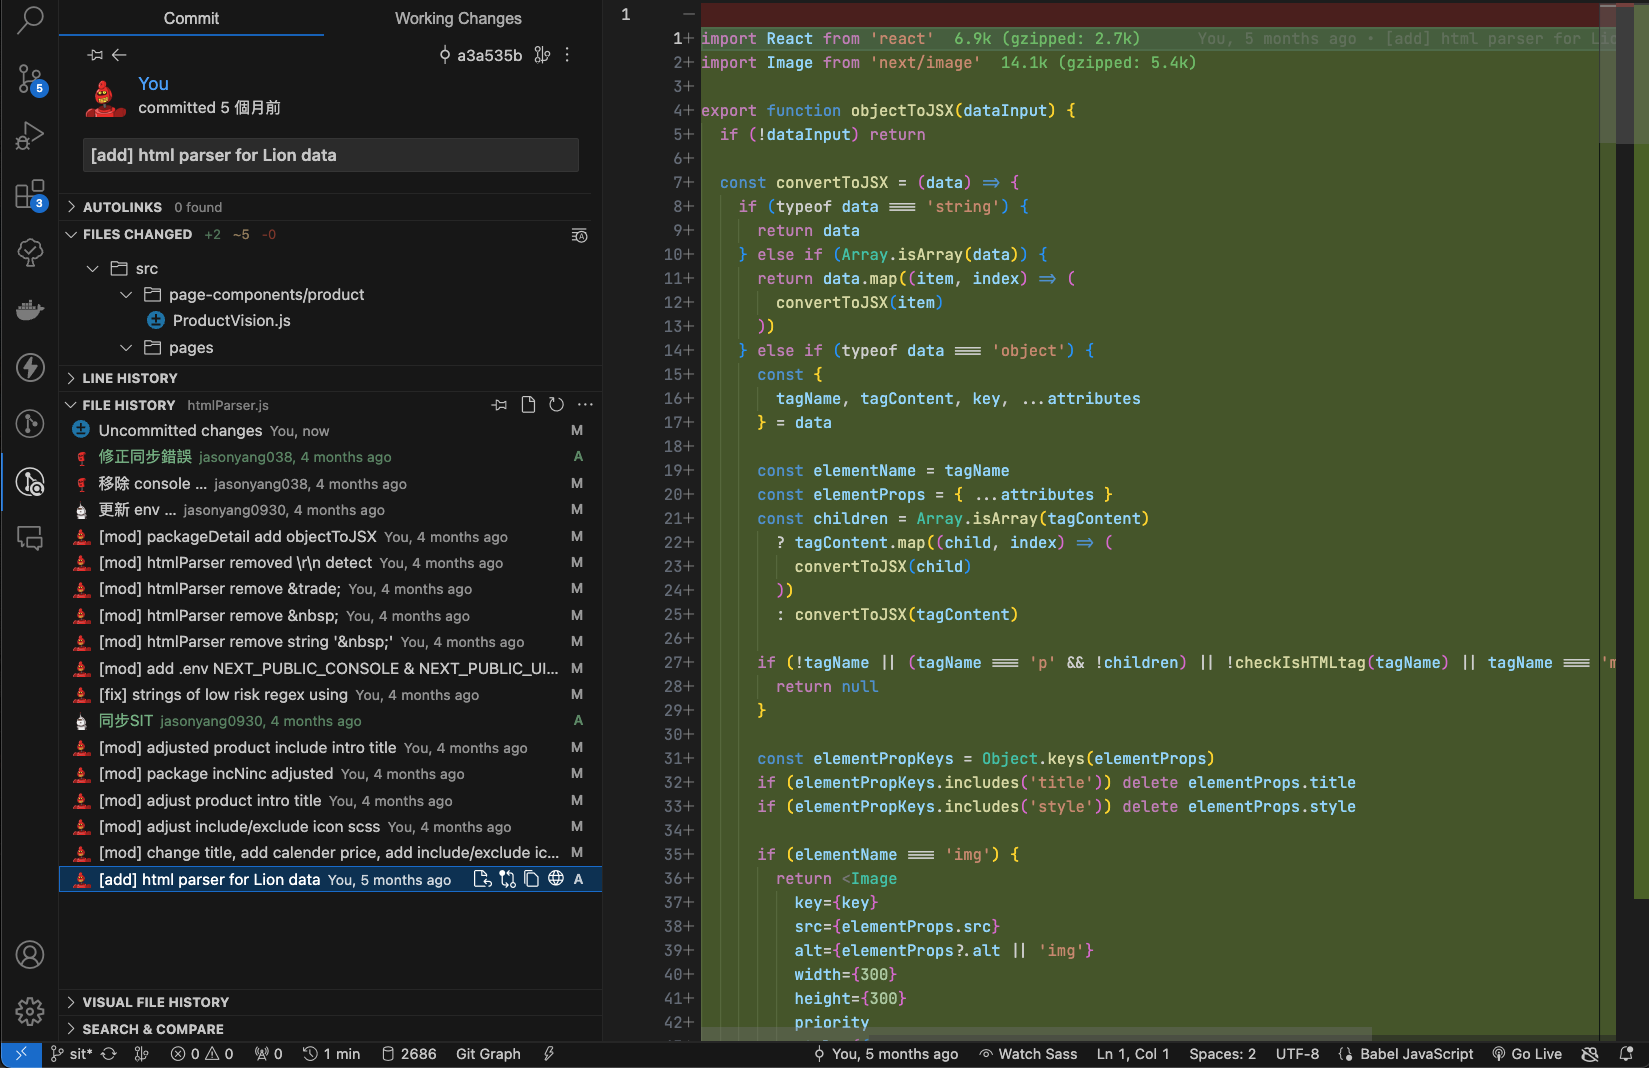 Commit
Working Changes
a3a535b
You
committed 5 個月前
[add] html parser for Lion data
AUTOLINKS 0 found
FILES CHANGED +2 ~5 -0
src
page-components/product
ProductVision.js
pages
LINE HISTORY
FILE HISTORY htmlParser.js
Uncommitted changes You, now M
修正同步錯誤 jasonyang038, 4 months ago A
移除 console ... jasonyang038, 4 months ago M
更新 env ... jasonyang0930, 4 months ago M
[mod] packageDetail add objectToJSX You, 4 months ago M
[mod] htmlParser removed \r\n detect You, 4 months ago M
[mod] htmlParser remove &trade; You, 4 months ago M
[mod] htmlParser remove &nbsp; You, 4 months ago M
[mod] htmlParser remove string '&nbsp;' You, 4 months ago M
[mod] add .env NEXT_PUBLIC_CONSOLE & NEXT_PUBLIC_UI... M
[fix] strings of low risk regex using You, 4 months ago M
同步SIT jasonyang0930, 4 months ago A
[mod] adjusted product include intro title You, 4 months ago M
[mod] package incNinc adjusted You, 4 months ago M
[mod] adjust product intro title You, 4 months ago M
[mod] adjust include/exclude icon scss You, 4 months ago M
[mod] change title, add calender price, add include/exclude ic... M
[add] html parser for Lion data You, 5 months ago A
VISUAL FILE HISTORY
SEARCH & COMPARE
5
3
1 —
1+ import React from 'react' 6.9k (gzipped: 2.7k) You, 5 months ago • [add] html parser for Lio
2+ import Image from 'next/image' 14.1k (gzipped: 5.4k)
3+
4+ export function objectToJSX(dataInput) {
5+ if (!dataInput) return
6+
7+ const convertToJSX = (data) => {
8+ if (typeof data === 'string') {
9+ return data
10+ } else if (Array.isArray(data)) {
11+ return data.map((item, index) => (
12+ convertToJSX(item)
13+ ))
14+ } else if (typeof data === 'object') {
15+ const {
16+ tagName, tagContent, key, ...attributes
17+ } = data
18+
19+ const elementName = tagName
20+ const elementProps = { ...attributes }
21+ const children = Array.isArray(tagContent)
22+ ? tagContent.map((child, index) => (
23+ convertToJSX(child)
24+ ))
25+ : convertToJSX(tagContent)
26+
27+ if (!tagName || (tagName === 'p' && !children) || !checkIsHTMLtag(tagName) || tagName === 'm
28+ return null
29+ }
30+
31+ const elementPropKeys = Object.keys(elementProps)
32+ if (elementPropKeys.includes('title')) delete elementProps.title
33+ if (elementPropKeys.includes('style')) delete elementProps.style
34+
35+ if (elementName === 'img') {
36+ return <Image
37+ key={key}
38+ src={elementProps.src}
39+ alt={elementProps?.alt || 'img'}
40+ width={300}
41+ height={300}
42+ priority
sit* 0 0 0 1 min 2686 Git Graph You, 5 months ago Watch Sass Ln 1, Col 1 Spaces: 2 UTF-8 Babel JavaScript Go Live